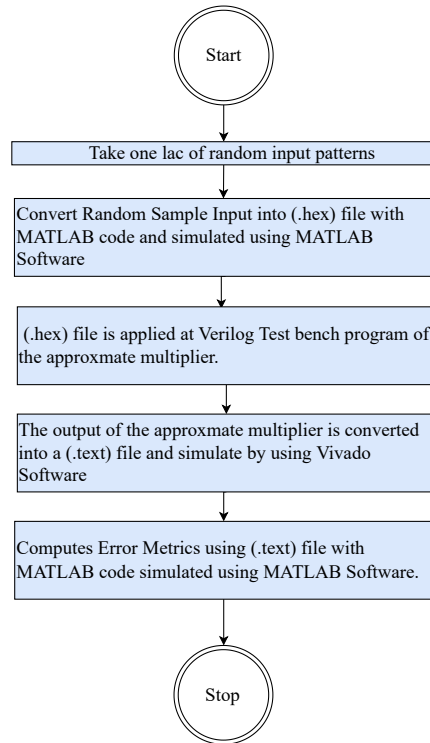 Start
Take one lac of random input patterns
Convert Random Sample Input into (.hex) file with
MATLAB code and simulated using MATLAB
Software
(.hex) file is applied at Verilog Test bench program of
the approxmate multiplier.
The output of the approxmate multiplier is converted
into a (.text) file and simulate by using Vivado
Software
Computes Error Metrics using (.text) file with
MATLAB code simulated using MATLAB Software.
Stop